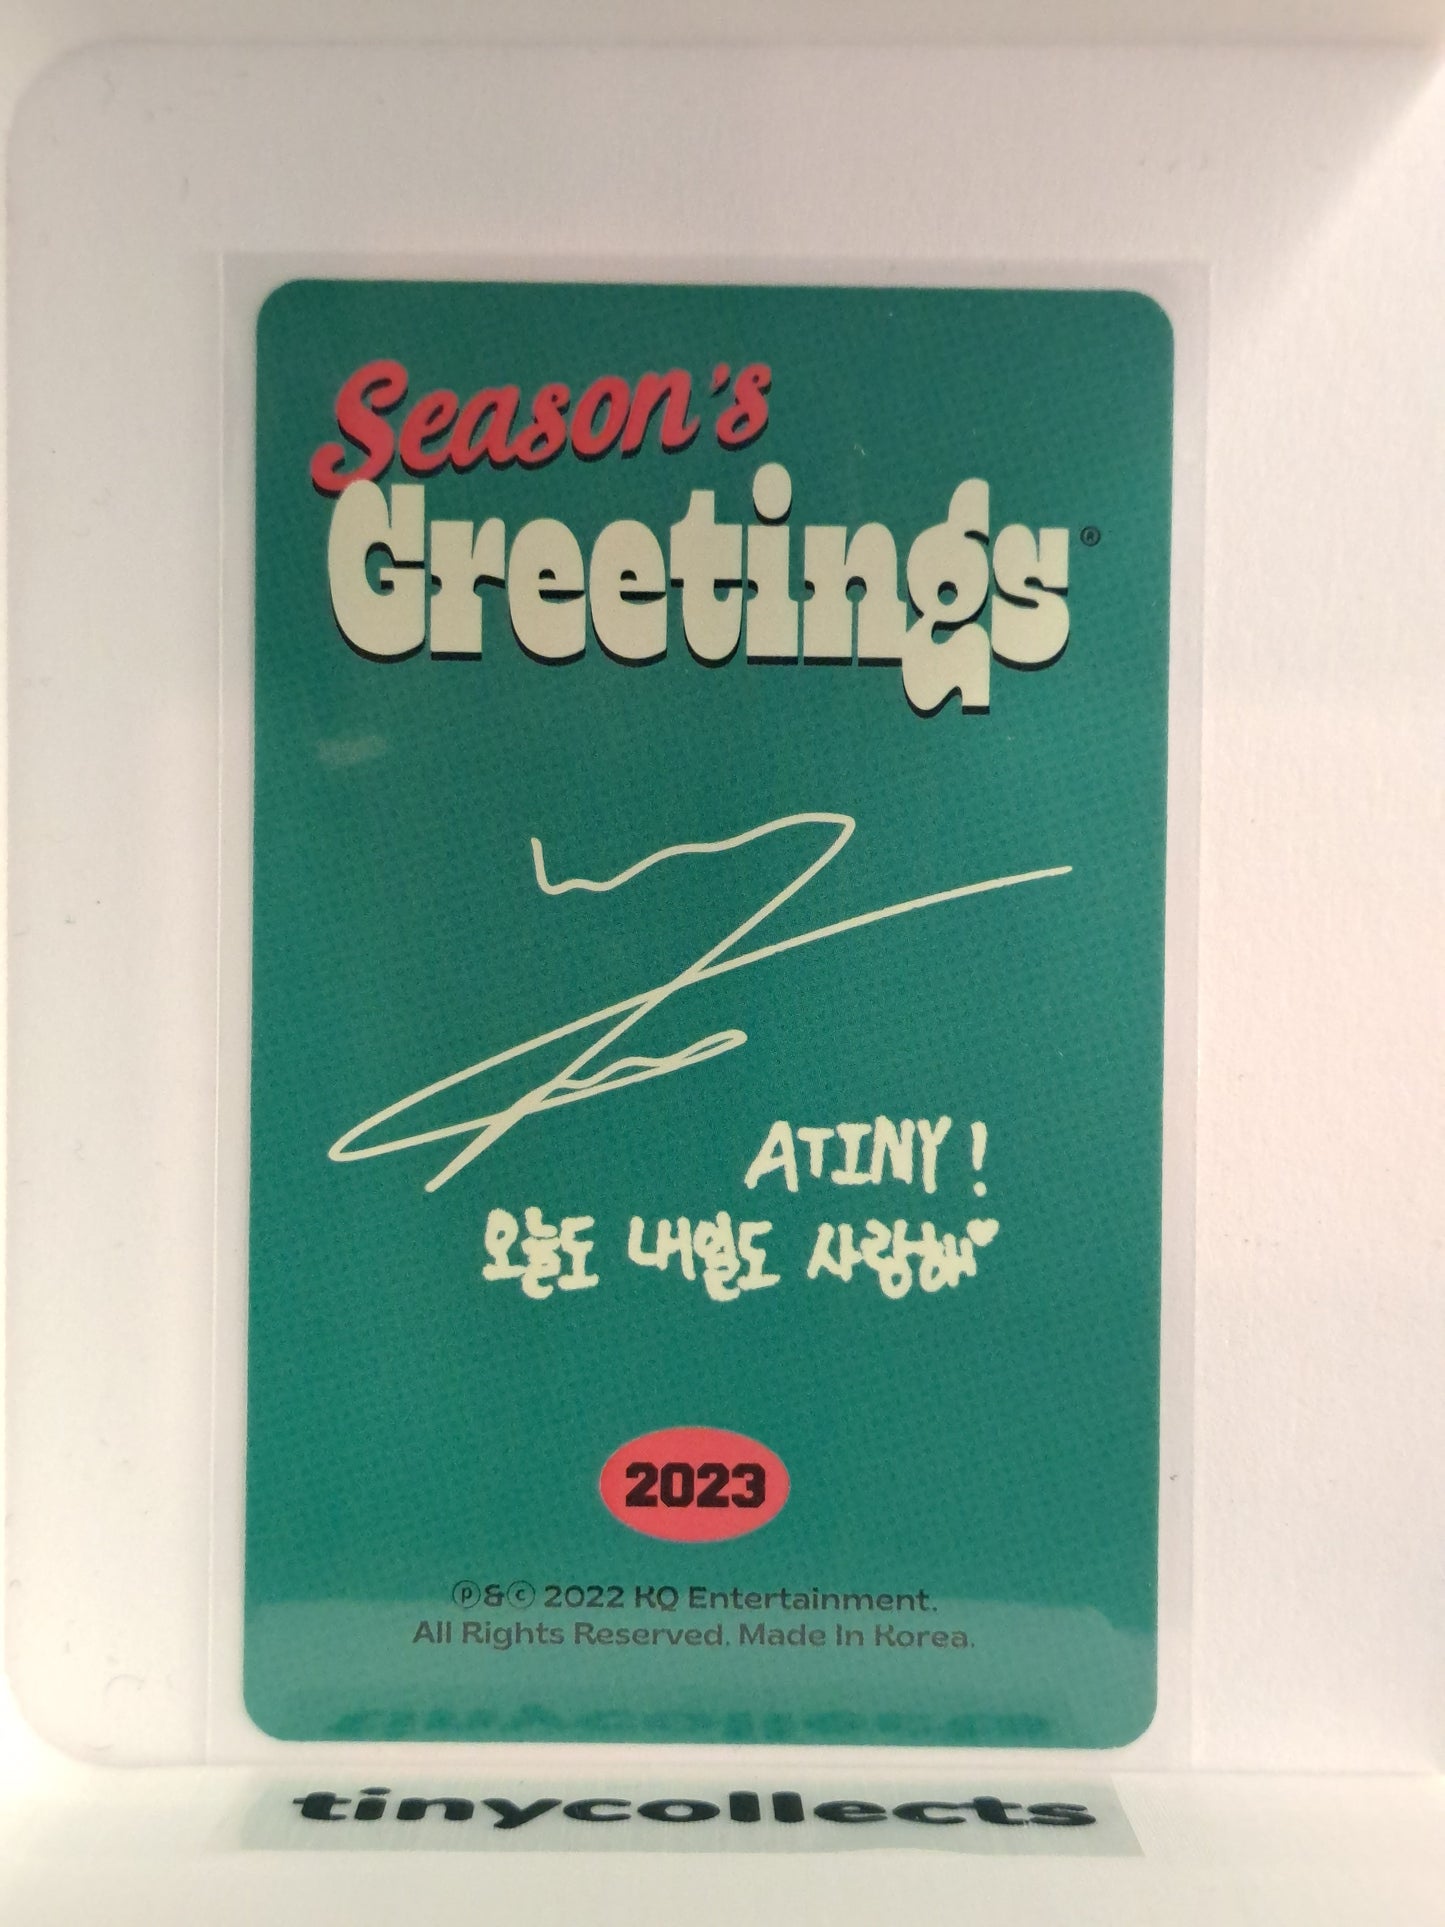 Season's
Greetings®
ATINY!
오늘도 내일도 사랑해♥
2023
Ⓟ&ⓒ 2022 KQ Entertainment.
All Rights Reserved. Made In Korea.
tinycollects